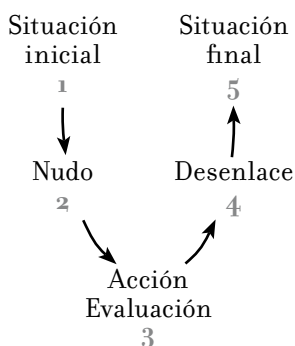 Situación
inicial
1
Nudo
2
Acción
Evaluación
3
Desenlace
4
Situación
final
5